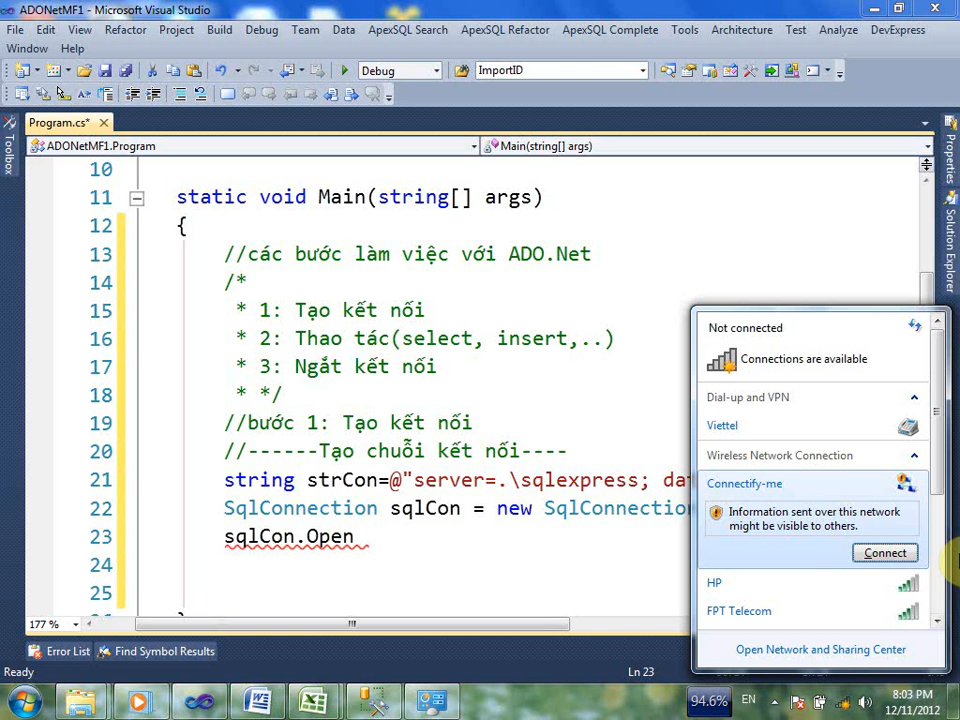 ADONetMF1 - Microsoft Visual Studio
File Edit View Refactor Project Build Debug Team Data ApexSQL Search ApexSQL Refactor ApexSQL Complete Tools Architecture Test Analyze DevExpress
Window Help
Debug ImportID
Program.cs*
ADONetMF1.Program Main(string[] args)
Toolbox
Properties
Solution Explorer
10
11 static void Main(string[] args)
12 {
13 //các bước làm việc với ADO.Net
14 /*
15 * 1: Tạo kết nối
16 * 2: Thao tác(select, insert,..)
17 * 3: Ngắt kết nối
18 * */
19 //bước 1: Tạo kết nối
20 //------Tạo chuỗi kết nối----
21 string strCon=@"server=.\sqlexpress; dat
22 SqlConnection sqlCon = new SqlConnection
23 sqlCon.Open
24
25
177 %
Error List Find Symbol Results
Ready Ln 23
Not connected
Connections are available
Dial-up and VPN
Viettel
Wireless Network Connection
Connectify-me
Information sent over this network
might be visible to others.
Connect
HP
FPT Telecom
Open Network and Sharing Center
94.6% EN 8:03 PM
12/11/2012